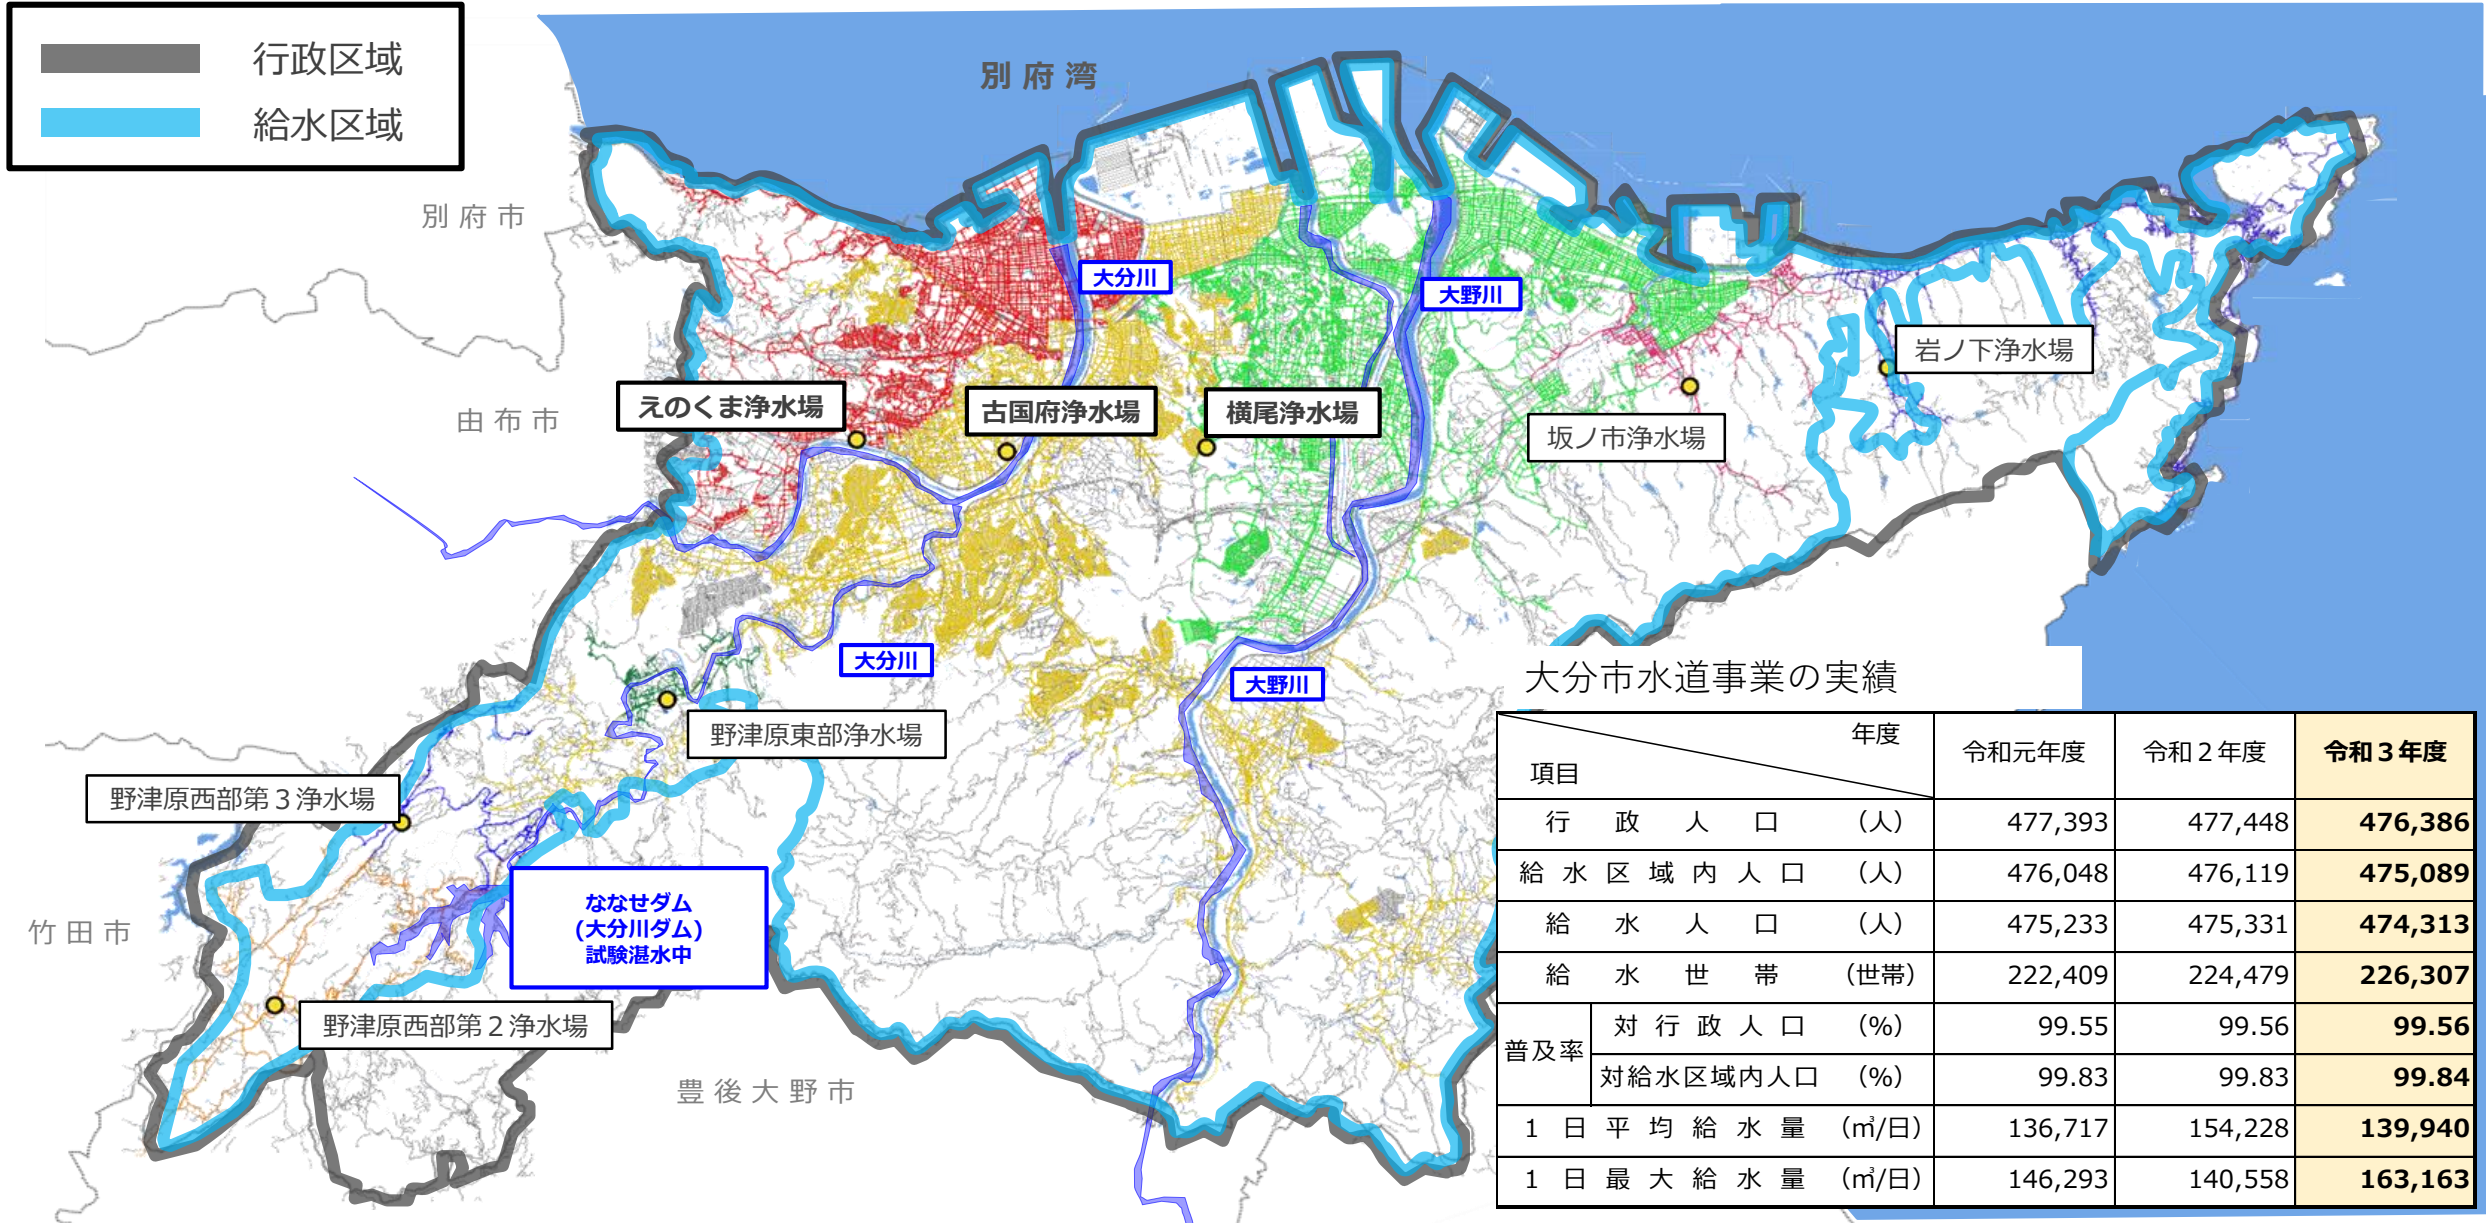 行政区域
給水区域
別府湾
別府市
由布市
竹田市
豊後大野市
大分川
大野川
岩ノ下浄水場
えのくま浄水場
古国府浄水場
横尾浄水場
坂ノ市浄水場
大分川
大野川
野津原東部浄水場
野津原西部第３浄水場
ななせダム
(大分川ダム)
試験湛水中
野津原西部第２浄水場
大分市水道事業の実績
項目 年度 令和元年度 令和２年度 令和３年度
行政人口 （人） 477,393 477,448 476,386
給水区域内人口 （人） 476,048 476,119 475,089
給水人口 （人） 475,233 475,331 474,313
給水世帯 （世帯） 222,409 224,479 226,307
普及率 対行政人口 （%） 99.55 99.56 99.56
対給水区域内人口 （%） 99.83 99.83 99.84
1日平均給水量 （㎥/日） 136,717 154,228 139,940
1日最大給水量 （㎥/日） 146,293 140,558 163,163